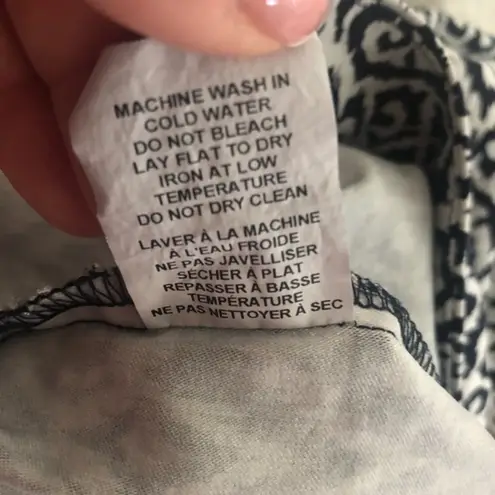 MACHINE WASH IN
COLD WATER
DO NOT BLEACH
LAY FLAT TO DRY
IRON AT LOW
TEMPERATURE
DO NOT DRY CLEAN
LAVER À LA MACHINE
À L'EAU FROIDE
NE PAS JAVELLISER
SÉCHER À PLAT
REPASSER À BASSE
TEMPÉRATURE
NE PAS NETTOYER À SEC